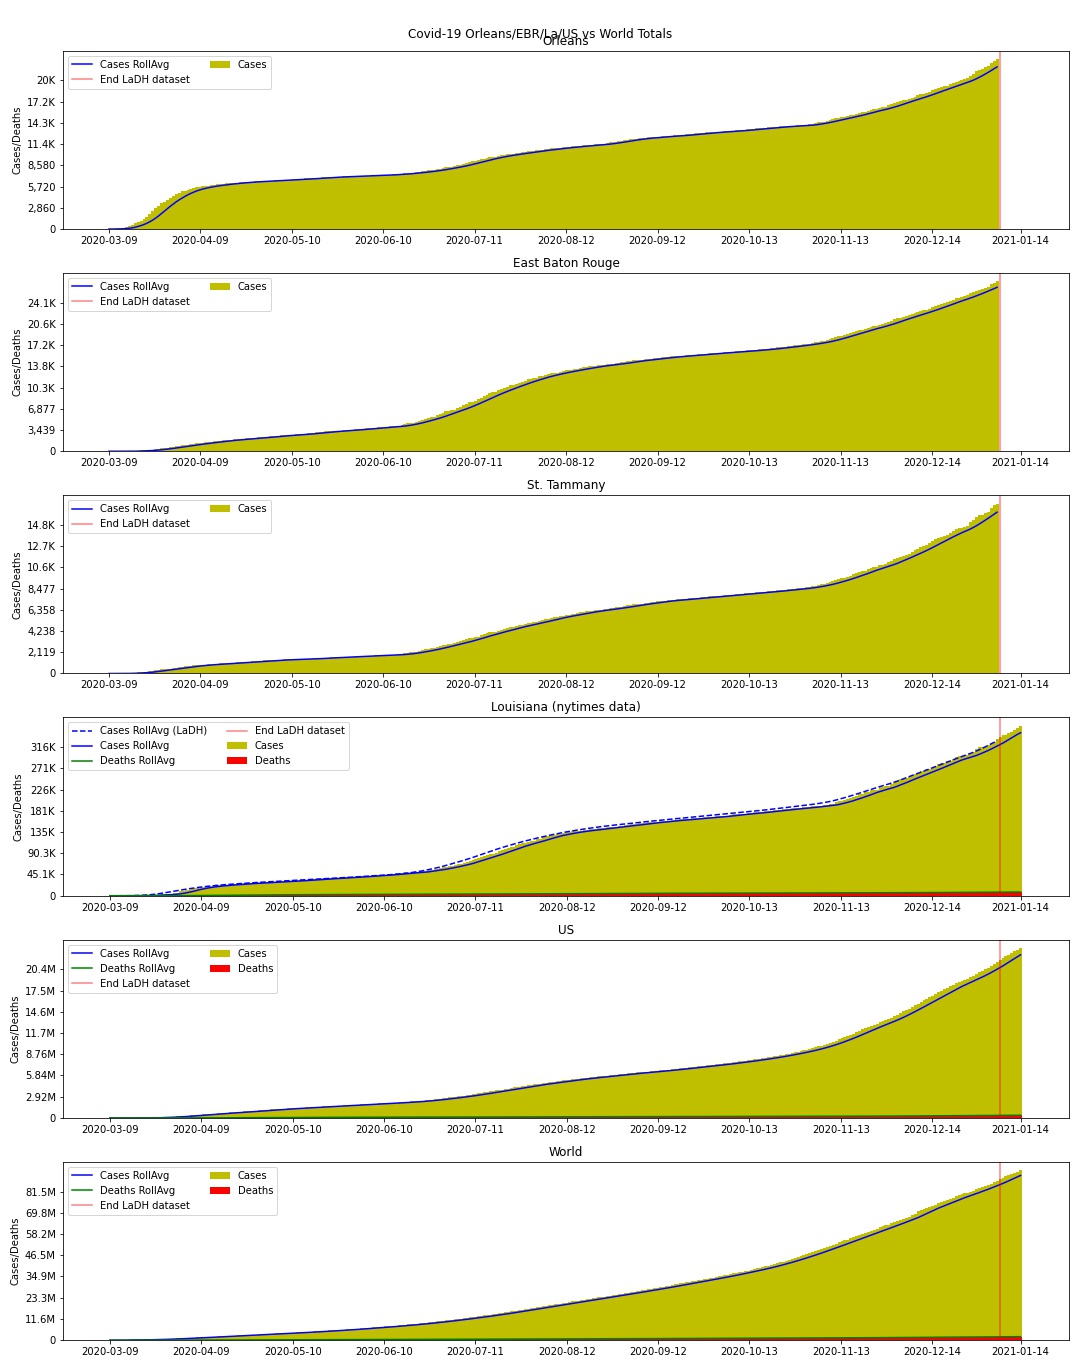 Covid-19 Orleans/EBR/La/US vs World Totals
Orleans
Cases RollAvg
End LaDH dataset
Cases
Cases/Deaths
20K
17.2K
14.3K
11.4K
8,580
5,720
2,860
0
2020-03-09 2020-04-09 2020-05-10 2020-06-10 2020-07-11 2020-08-12 2020-09-12 2020-10-13 2020-11-13 2020-12-14 2021-01-14
East Baton Rouge
Cases RollAvg
End LaDH dataset
Cases
Cases/Deaths
24.1K
20.6K
17.2K
13.8K
10.3K
6,877
3,439
0
2020-03-09 2020-04-09 2020-05-10 2020-06-10 2020-07-11 2020-08-12 2020-09-12 2020-10-13 2020-11-13 2020-12-14 2021-01-14
St. Tammany
Cases RollAvg
End LaDH dataset
Cases
Cases/Deaths
14.8K
12.7K
10.6K
8,477
6,358
4,238
2,119
0
2020-03-09 2020-04-09 2020-05-10 2020-06-10 2020-07-11 2020-08-12 2020-09-12 2020-10-13 2020-11-13 2020-12-14 2021-01-14
Louisiana (nytimes data)
Cases RollAvg (LaDH)
Cases RollAvg
Deaths RollAvg
End LaDH dataset
Cases
Deaths
Cases/Deaths
316K
271K
226K
181K
135K
90.3K
45.1K
0
2020-03-09 2020-04-09 2020-05-10 2020-06-10 2020-07-11 2020-08-12 2020-09-12 2020-10-13 2020-11-13 2020-12-14 2021-01-14
US
Cases RollAvg
Deaths RollAvg
End LaDH dataset
Cases
Deaths
Cases/Deaths
20.4M
17.5M
14.6M
11.7M
8.76M
5.84M
2.92M
0
2020-03-09 2020-04-09 2020-05-10 2020-06-10 2020-07-11 2020-08-12 2020-09-12 2020-10-13 2020-11-13 2020-12-14 2021-01-14
World
Cases RollAvg
Deaths RollAvg
End LaDH dataset
Cases
Deaths
Cases/Deaths
81.5M
69.8M
58.2M
46.5M
34.9M
23.3M
11.6M
0
2020-03-09 2020-04-09 2020-05-10 2020-06-10 2020-07-11 2020-08-12 2020-09-12 2020-10-13 2020-11-13 2020-12-14 2021-01-14